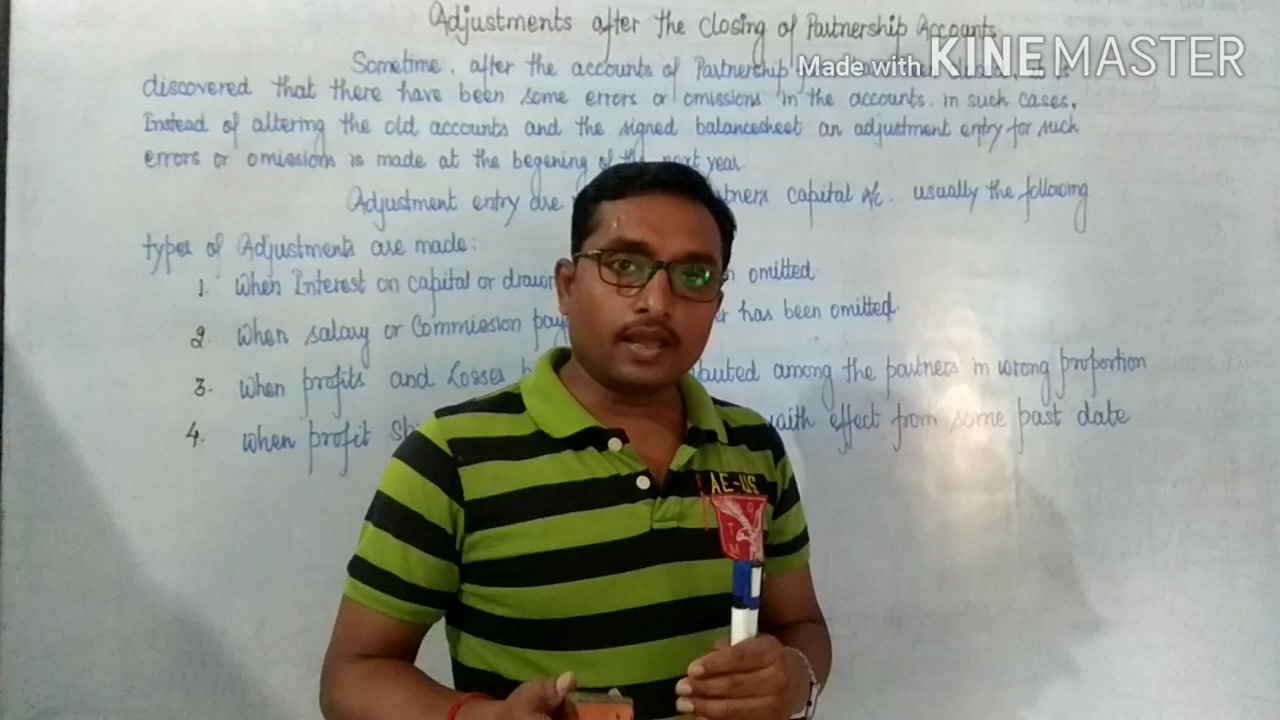 Adjustments after the closing of Partnership Accounts
Made with KINEMASTER
Sometime, after the accounts of Partnership
discovered that there have been some errors or omissions in the accounts. in such cases,
Instead of altering the old accounts and the signed balancesheet an adjustment entry for such
errors or omissions is made at the begening of the next year.
Adjustment entry are partners capital a/c. usually the following
types of Adjustments are made:
1. when Interest on capital or omitted
2. when salary or Commission has been omitted.
3. when profits and Losses among the partners in wrong proportion
4. when profit with effect from some past date
AE-US
O
T
M